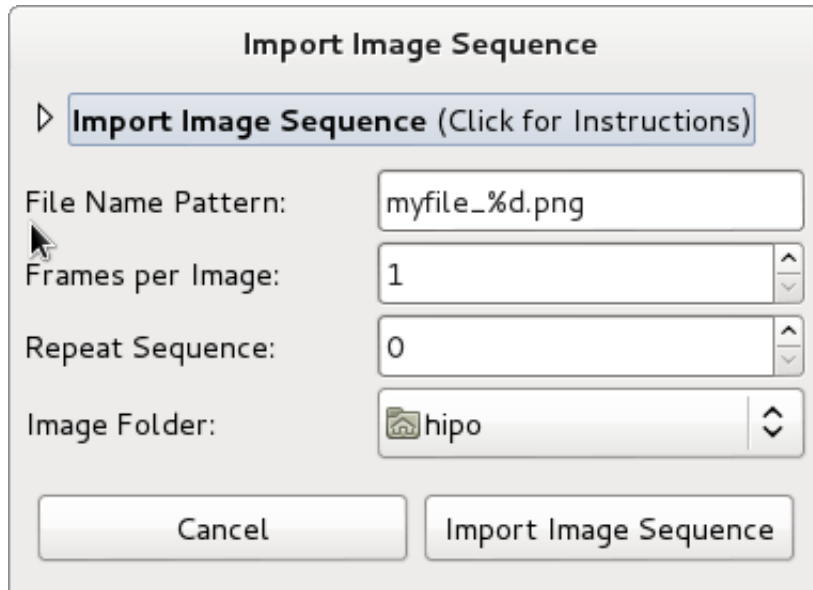 Import Image Sequence
Import Image Sequence (Click for Instructions)
File Name Pattern: myfile_%d.png
Frames per Image: 1
Repeat Sequence: 0
Image Folder: hipo
Cancel Import Image Sequence